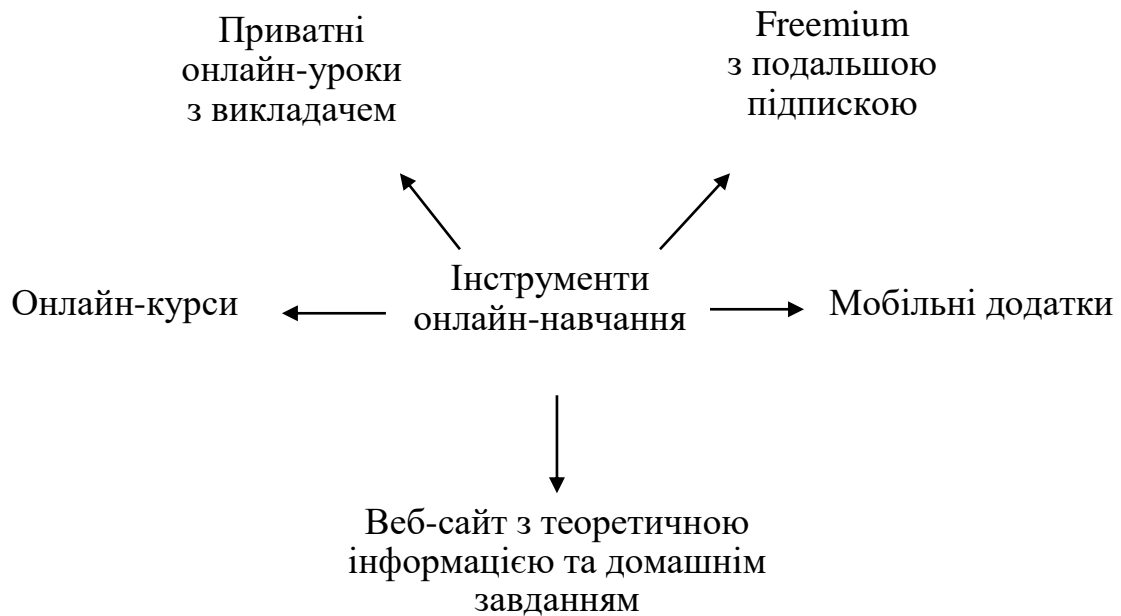 Приватні
онлайн-уроки
з викладачем
Freemium
з подальшою
підпискою
Онлайн-курси
Інструменти
онлайн-навчання
Мобільні додатки
Веб-сайт з теоретичною
інформацією та домашнім
завданням